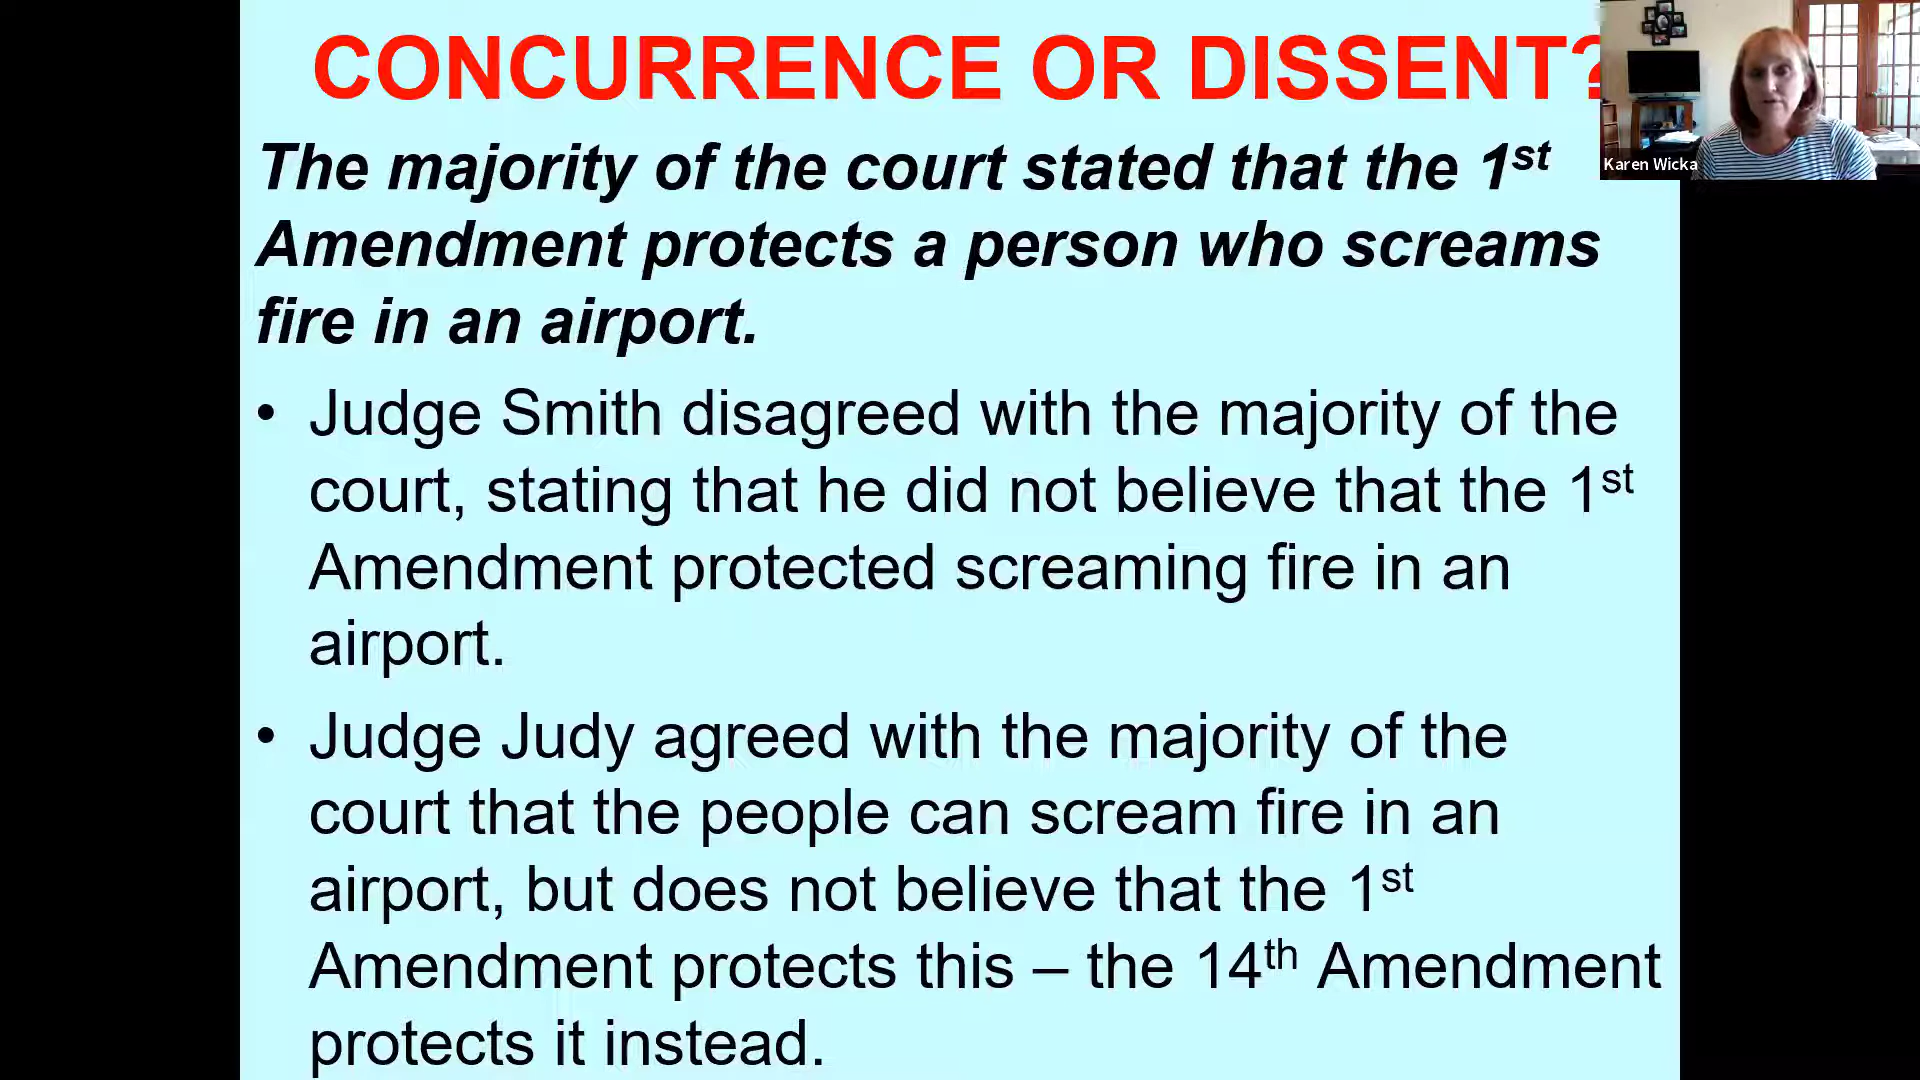 CONCURRENCE OR DISSENT?
Karen Wicka
The majority of the court stated that the 1st
Amendment protects a person who screams
fire in an airport.
• Judge Smith disagreed with the majority of the
court, stating that he did not believe that the 1st
Amendment protected screaming fire in an
airport.
• Judge Judy agreed with the majority of the
court that the people can scream fire in an
airport, but does not believe that the 1st
Amendment protects this – the 14th Amendment
protects it instead.